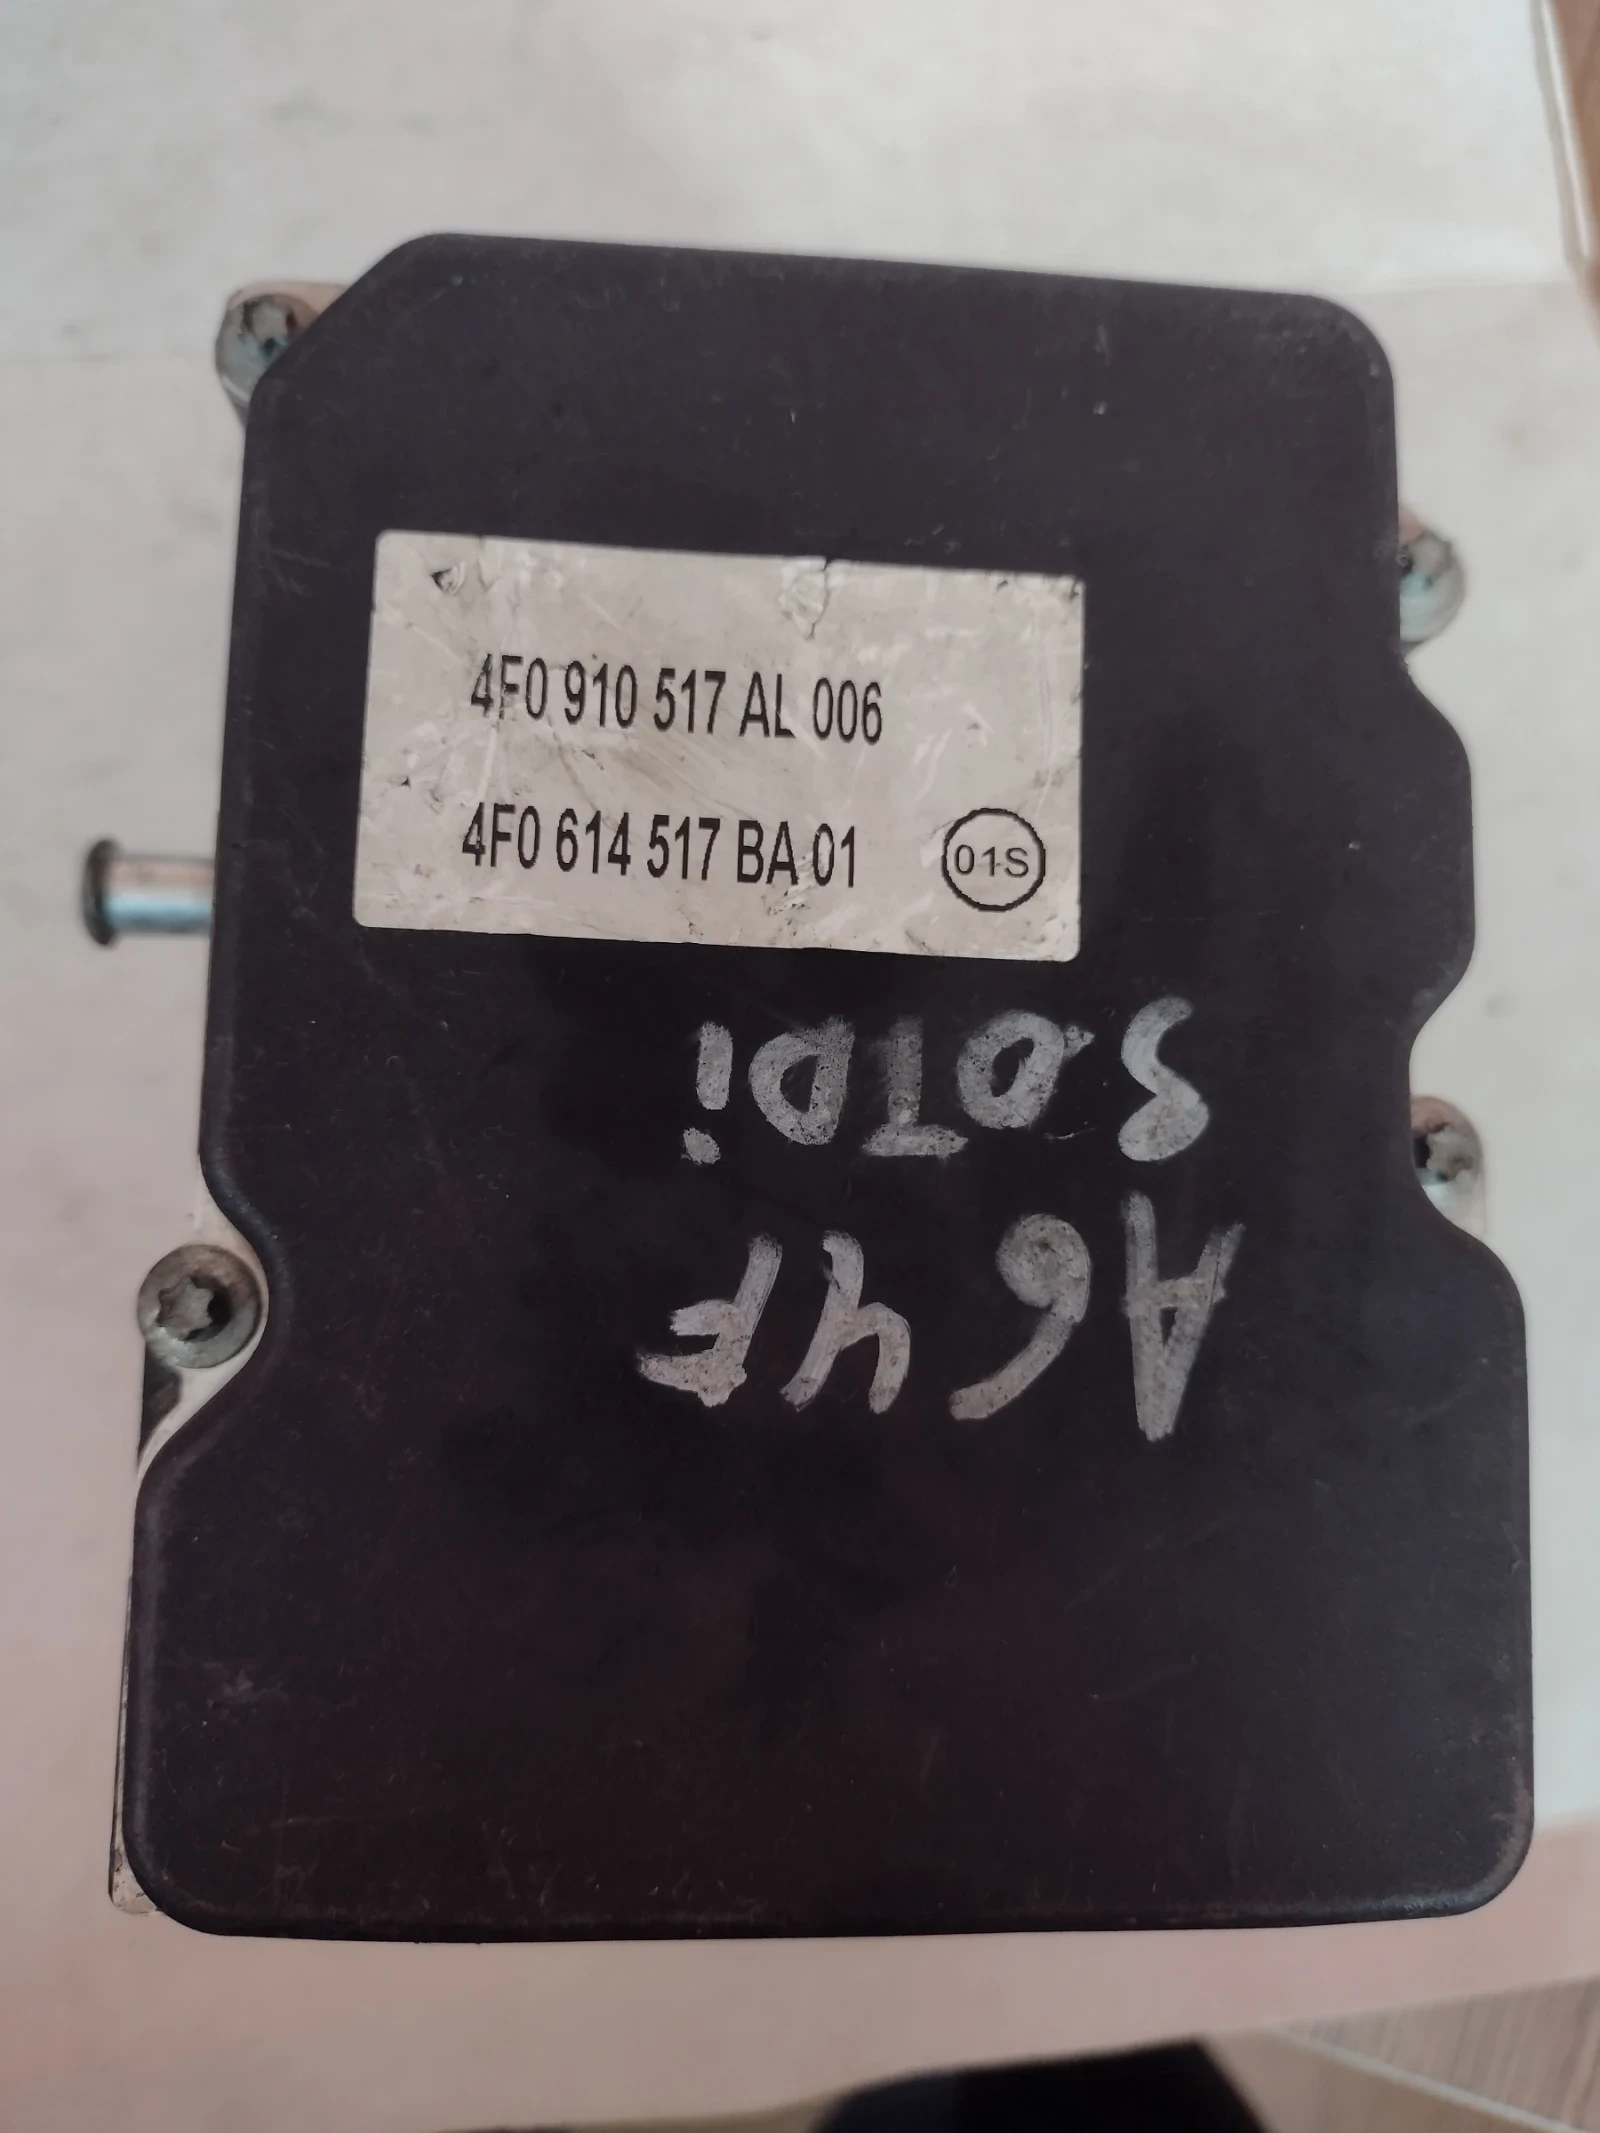 4F0 910 517 AL 006
4F0 614 517 BA 01
01S
A6 4F
3.0TDi